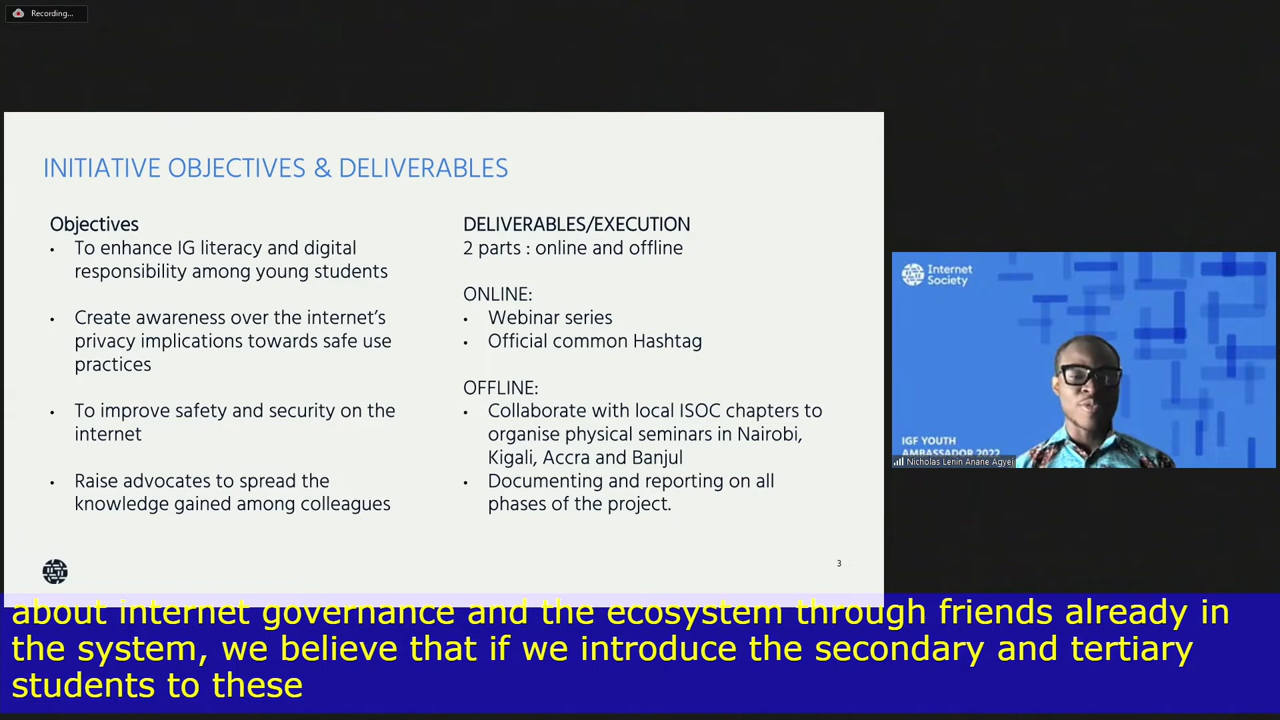 Recording...
INITIATIVE OBJECTIVES & DELIVERABLES
Objectives
• To enhance IG literacy and digital
responsibility among young students
• Create awareness over the internet's
privacy implications towards safe use
practices
• To improve safety and security on the
internet
• Raise advocates to spread the
knowledge gained among colleagues
DELIVERABLES/EXECUTION
2 parts : online and offline
ONLINE:
• Webinar series
• Official common Hashtag
OFFLINE:
• Collaborate with local ISOC chapters to
organise physical seminars in Nairobi,
Kigali, Accra and Banjul
• Documenting and reporting on all
phases of the project.
3
Internet
Society
IGF YOUTH
AMBASSADOR 2022
Nicholas Lenin Anane Agyei
about internet governance and the ecosystem through friends already in
the system, we believe that if we introduce the secondary and tertiary
students to these